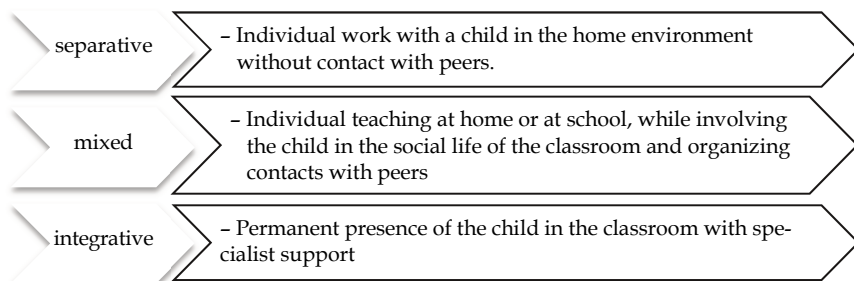 separative
– Individual work with a child in the home environment
without contact with peers.
mixed
– Individual teaching at home or at school, while involving
the child in the social life of the classroom and organizing
contacts with peers
integrative
– Permanent presence of the child in the classroom with spe-
cialist support